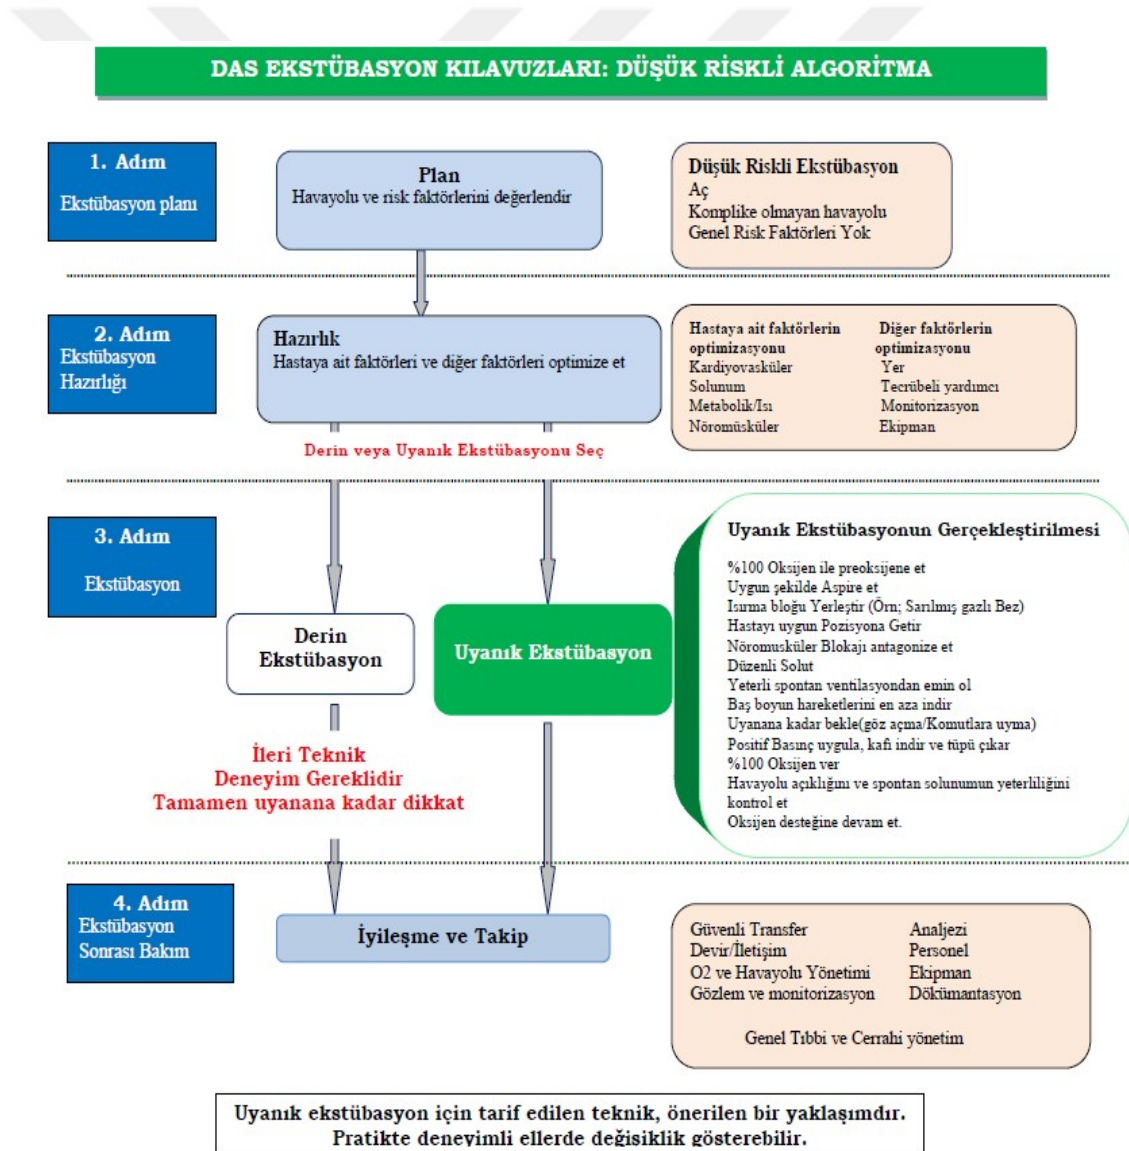 DAS EKSTÜBASYON KILAVUZLARI: DÜŞÜK RİSKLİ ALGORİTMA
1. Adım
Ekstübasyon planı
Plan
Havayolu ve risk faktörlerini değerlendir
Düşük Riskli Ekstübasyon
Aç
Komplike olmayan havayolu
Genel Risk Faktörleri Yok
2. Adım
Ekstübasyon
Hazırlığı
Hazırlık
Hastaya ait faktörleri ve diğer faktörleri optimize et
Hastaya ait faktörlerin
optimizasyonu
Kardiyovasküler
Solunum
Metabolik/Isı
Nöromüsküler
Diğer faktörlerin
optimizasyonu
Yer
Tecrübeli yardımcı
Monitorizasyon
Ekipman
Derin veya Uyanık Ekstübasyonu Seç
3. Adım
Ekstübasyon
Derin
Ekstübasyon
Uyanık Ekstübasyon
Uyanık Ekstübasyonun Gerçekleştirilmesi
%100 Oksijen ile preoksijene et
Uygun şekilde Aspire et
Isırma bloğu Yerleştir (Örn; Sarılmış gazlı Bez)
Hastayı uygun Pozisyona Getir
Nöromusküler Blokajı antagonize et
Düzenli Solut
Yeterli spontan ventilasyondan emin ol
Baş boyun hareketlerini en aza indir
Uyanana kadar bekle(göz açma/Komutlara uyma)
Positif Basınç uygula, kafi indir ve tüpü çıkar
%100 Oksijen ver
Havayolu açıklığını ve spontan solunumun yeterliliğini
kontrol et
Oksijen desteğine devam et.
İleri Teknik
Deneyim Gereklidir
Tamamen uyanana kadar dikkat
4. Adım
Ekstübasyon
Sonrası Bakım
İyileşme ve Takip
Güvenli Transfer
Devir/İletişim
O2 ve Havayolu Yönetimi
Gözlem ve monitorizasyon
Analjezi
Personel
Ekipman
Dökümantasyon
Genel Tıbbi ve Cerrahi yönetim
Uyanık ekstübasyon için tarif edilen teknik, önerilen bir yaklaşımdır.
Pratikte deneyimli ellerde değişiklik gösterebilir.